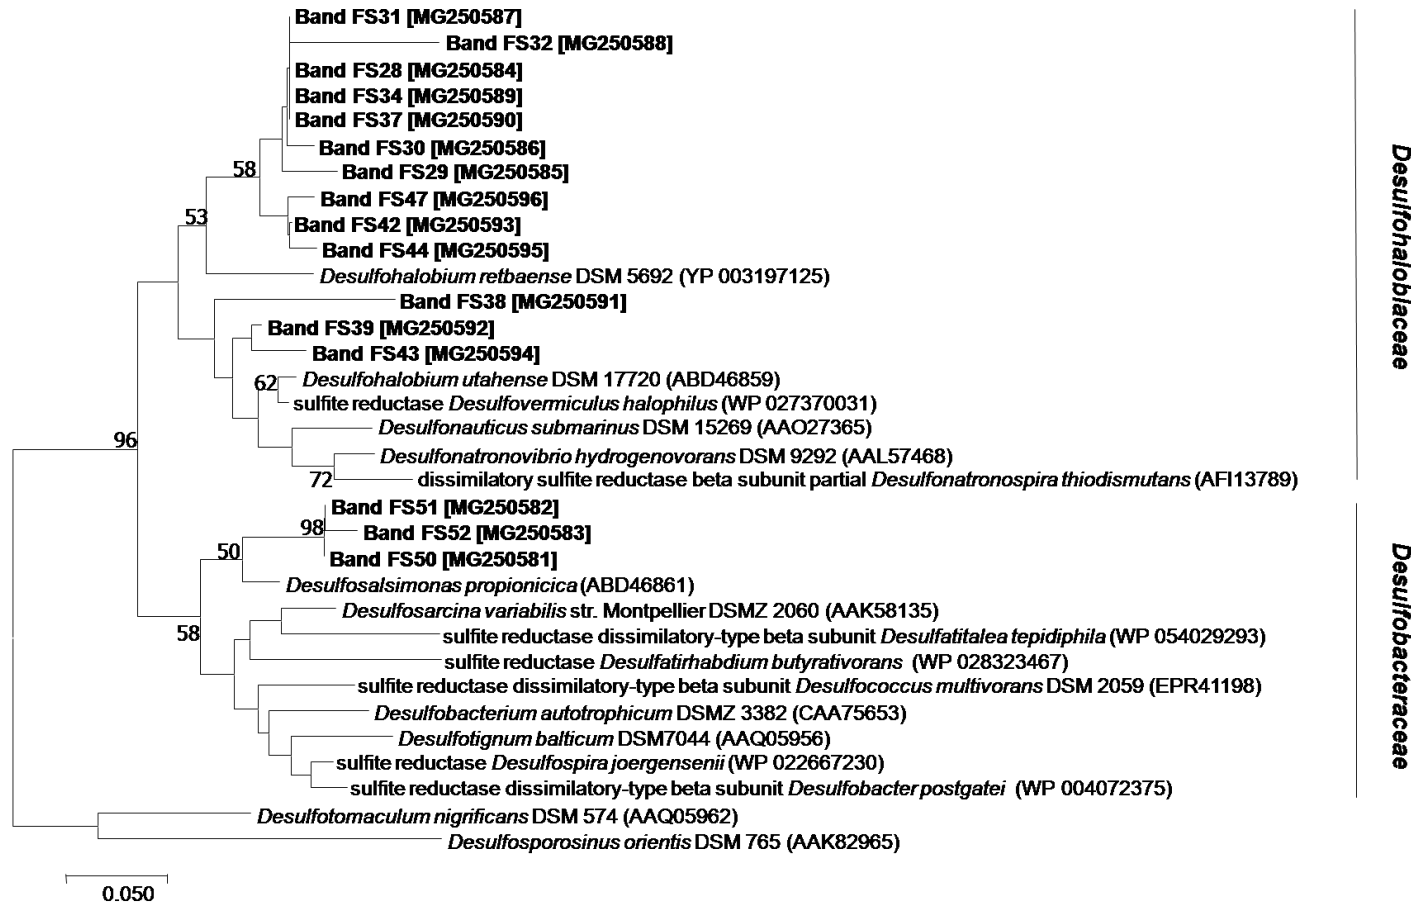 Band FS31 [MG250587]
Band FS32 [MG250588]
Band FS28 [MG250584]
Band FS34 [MG250589]
Band FS37 [MG250590]
Band FS30 [MG250586]
58
Band FS29 [MG250585]
Band FS47 [MG250596]
53
Band FS42 [MG250593]
Band FS44 [MG250595]
Desulfohalobium retbaense DSM 5692 (YP 003197125)
Band FS38 [MG250591]
Band FS39 [MG250592]
Band FS43 [MG250594]
Desulfohalobium utahense DSM 17720 (ABD46859)
62
sulfite reductase Desulfovermiculus halophilus (WP 027370031)
Desulfonauticus submarinus DSM 15269 (AAO27365)
96
Desulfonatronovibrio hydrogenovorans DSM 9292 (AAL57468)
72
dissimilatory sulfite reductase beta subunit partial Desulfonatronospira thiodismutans (AFI13789)
Desulfohalobiaceae
Band FS51 [MG250582]
98
Band FS52 [MG250583]
50
Band FS50 [MG250581]
Desulfosalsimonas propionicica (ABD46861)
Desulfosarcina variabilis str. Montpellier DSMZ 2060 (AAK58135)
58
sulfite reductase dissimilatory-type beta subunit Desulfatitalea tepidiphila (WP 054029293)
sulfite reductase Desulfatirhabdium butyrativorans (WP 028323467)
sulfite reductase dissimilatory-type beta subunit Desulfococcus multivorans DSM 2059 (EPR41198)
Desulfobacterium autotrophicum DSMZ 3382 (CAA75653)
Desulfotignum balticum DSM7044 (AAQ05956)
sulfite reductase Desulfospira joergensenii (WP 022667230)
sulfite reductase dissimilatory-type beta subunit Desulfobacter postgatei (WP 004072375)
Desulfobacteraceae
Desulfotomaculum nigrificans DSM 574 (AAQ05962)
Desulfosporosinus orientis DSM 765 (AAK82965)
0.050